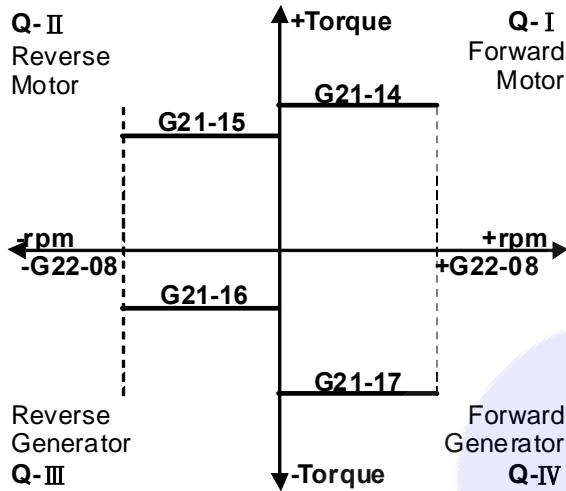 Q-Ⅱ
Reverse
Motor
+Torque
Q-Ⅰ
Forward
Motor
G21-14
G21-15
-rpm
-G22-08
+rpm
+G22-08
G21-16
G21-17
Reverse
Generator
Q-Ⅲ
-Torque
Forward
Generator
Q-Ⅳ